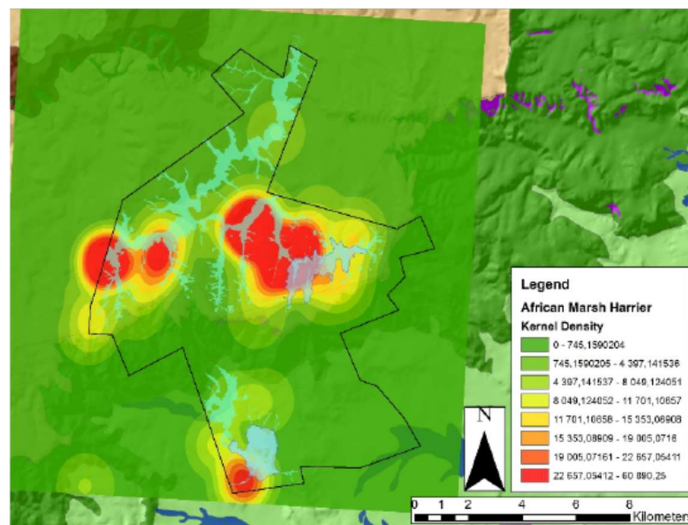 Legend
African Marsh Harrier
Kernel Density
0 - 745,1590204
745,1590205 - 4 397,141536
4 397,141537 - 8 049,124051
8 049,124052 - 11 701,10657
11 701,10658 - 15 353,08908
15 353,08909 - 19 005,0716
19 005,07161 - 22 657,05411
22 657,05412 - 60 890,25
N
0 1 2 4 6 8
Kilometers